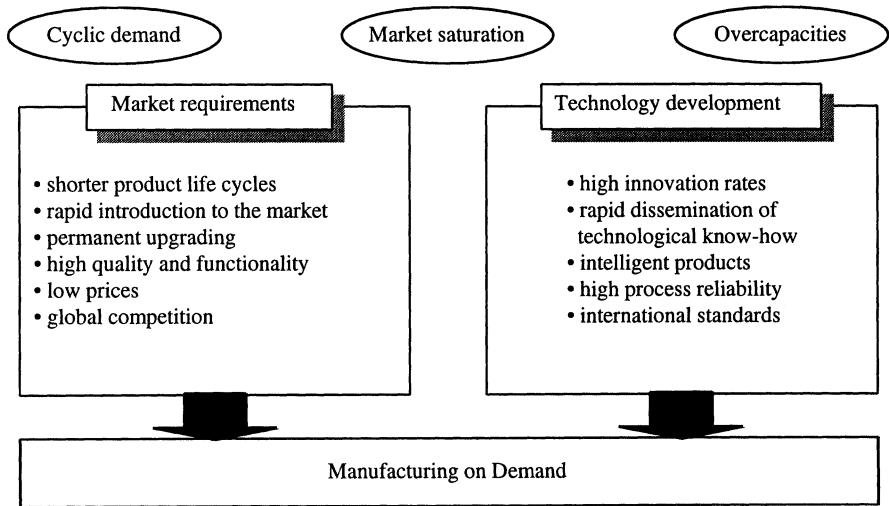 Cyclic demand
Market saturation
Overcapacities
Market requirements
• shorter product life cycles
• rapid introduction to the market
• permanent upgrading
• high quality and functionality
• low prices
• global competition
Technology development
• high innovation rates
• rapid dissemination of
technological know-how
• intelligent products
• high process reliability
• international standards
Manufacturing on Demand